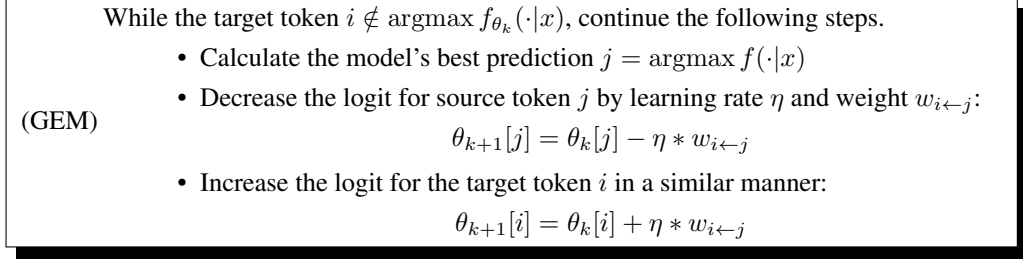 While the target token i ∉ argmax f_{θ_k}(·|x), continue the following steps.
• Calculate the model's best prediction j = argmax f(·|x)
• Decrease the logit for source token j by learning rate η and weight w_{i←j}:
(GEM)
θ_{k+1}[j] = θ_k[j] − η ∗ w_{i←j}
• Increase the logit for the target token i in a similar manner:
θ_{k+1}[i] = θ_k[i] + η ∗ w_{i←j}